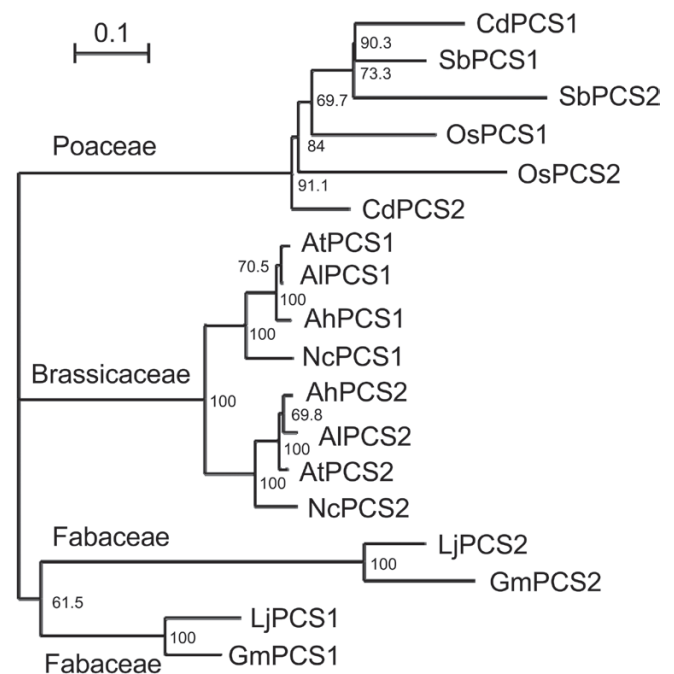 0.1
CdPCS1
90.3
SbPCS1
73.3
SbPCS2
69.7
OsPCS1
84
Poaceae
OsPCS2
91.1
CdPCS2
AtPCS1
70.5
AlPCS1
100
AhPCS1
100
NcPCS1
Brassicaceae
AhPCS2
100
69.8
AlPCS2
100
AtPCS2
100
NcPCS2
Fabaceae
LjPCS2
100
GmPCS2
61.5
LjPCS1
100
GmPCS1
Fabaceae